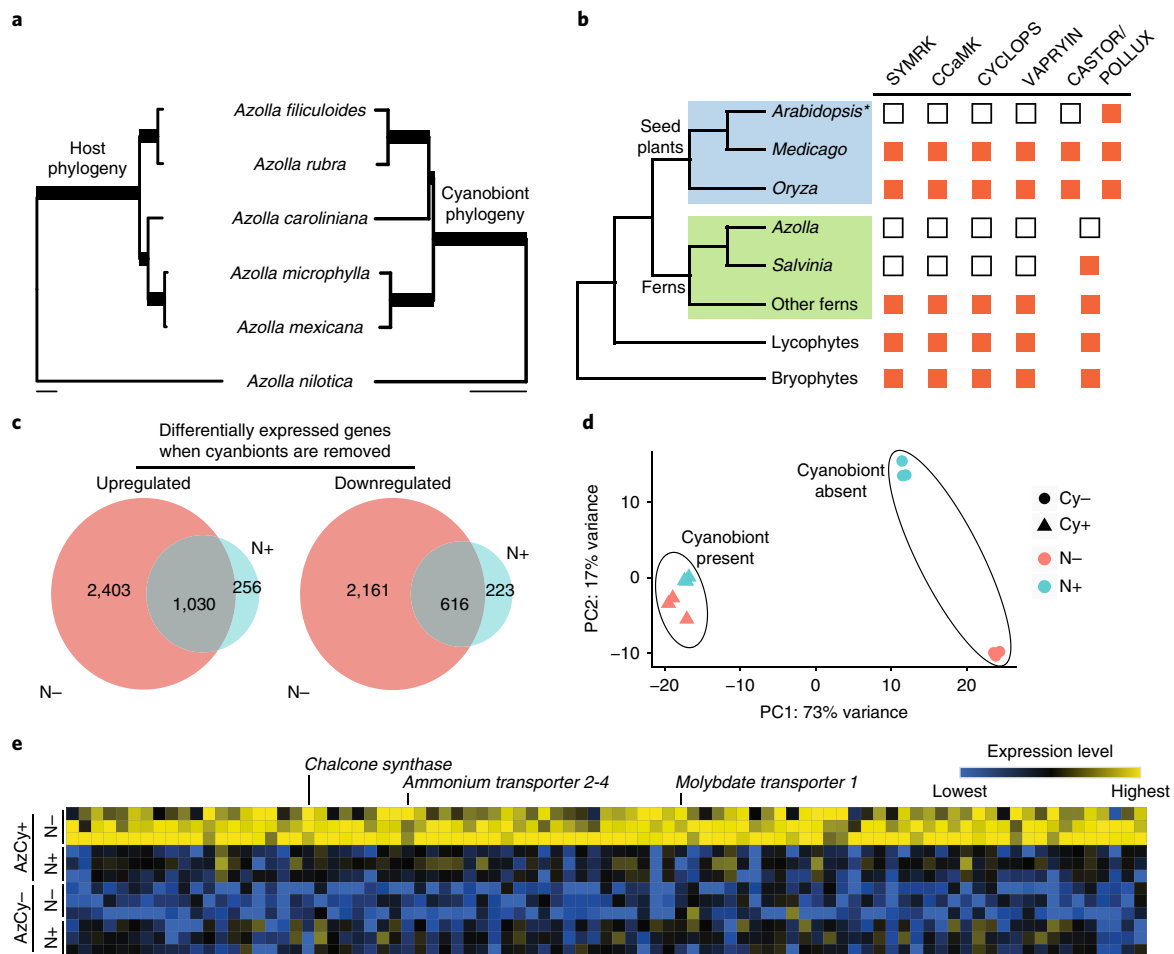 a
Azolla filiculoides
Host
phylogeny
Azolla rubra
Cyanobiont
phylogeny
Azolla caroliniana
Azolla microphylla
Azolla mexicana
Azolla nilotica
b
SYMRK
CCaMK
CYCLOPS
VAPRYIN
CASTOR/
POLLUX
Seed
plants
Arabidopsis*
Medicago
Oryza
Ferns
Azolla
Salvinia
Other ferns
Lycophytes
Bryophytes
c
Differentially expressed genes
when cyanbionts are removed
Upregulated
Downregulated
N+
N+
2,403
1,030
256
2,161
616
223
N–
N–
d
PC2: 17% variance
10
0
–10
Cyanobiont
absent
Cyanobiont
present
–20
–10
0
10
20
PC1: 73% variance
Cy–
Cy+
N–
N+
e
Chalcone synthase
Ammonium transporter 2-4
Molybdate transporter 1
Expression level
Lowest
Highest
AzCy+
N–
N+
AzCy–
N–
N+